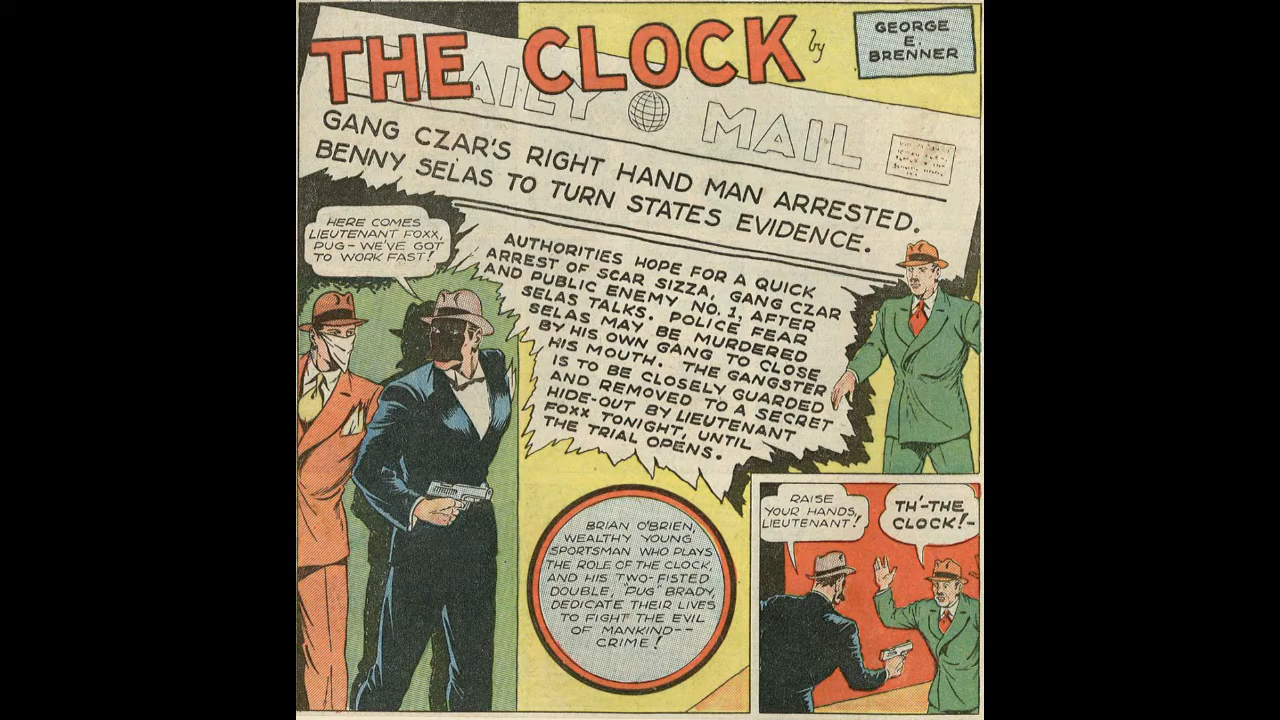 THE CLOCK
by
GEORGE
E.
BRENNER
DAILY MAIL
GANG CZAR'S RIGHT HAND MAN ARRESTED.
BENNY SELAS TO TURN STATES EVIDENCE.
HERE COMES
LIEUTENANT FOXX,
PUG - WE'VE GOT
TO WORK FAST!
AUTHORITIES HOPE FOR A QUICK
ARREST OF SCAR SIZZA, GANG CZAR
AND PUBLIC ENEMY NO. 1, AFTER
SELAS TALKS. POLICE FEAR
SELAS MAY BE MURDERED
BY HIS OWN GANG TO CLOSE
HIS MOUTH. THE GANGSTER
IS TO BE CLOSELY GUARDED
AND REMOVED TO A SECRET
HIDE-OUT BY LIEUTENANT
FOXX TONIGHT, UNTIL
THE TRIAL OPENS.
BRIAN O'BRIEN,
WEALTHY YOUNG
SPORTSMAN WHO PLAYS
THE ROLE OF THE CLOCK,
AND HIS TWO-FISTED
DOUBLE, "PUG" BRADY,
DEDICATE THEIR LIVES
TO FIGHT THE EVIL
OF MANKIND--
CRIME!
RAISE
YOUR HANDS,
LIEUTENANT!
TH'-THE
CLOCK!-